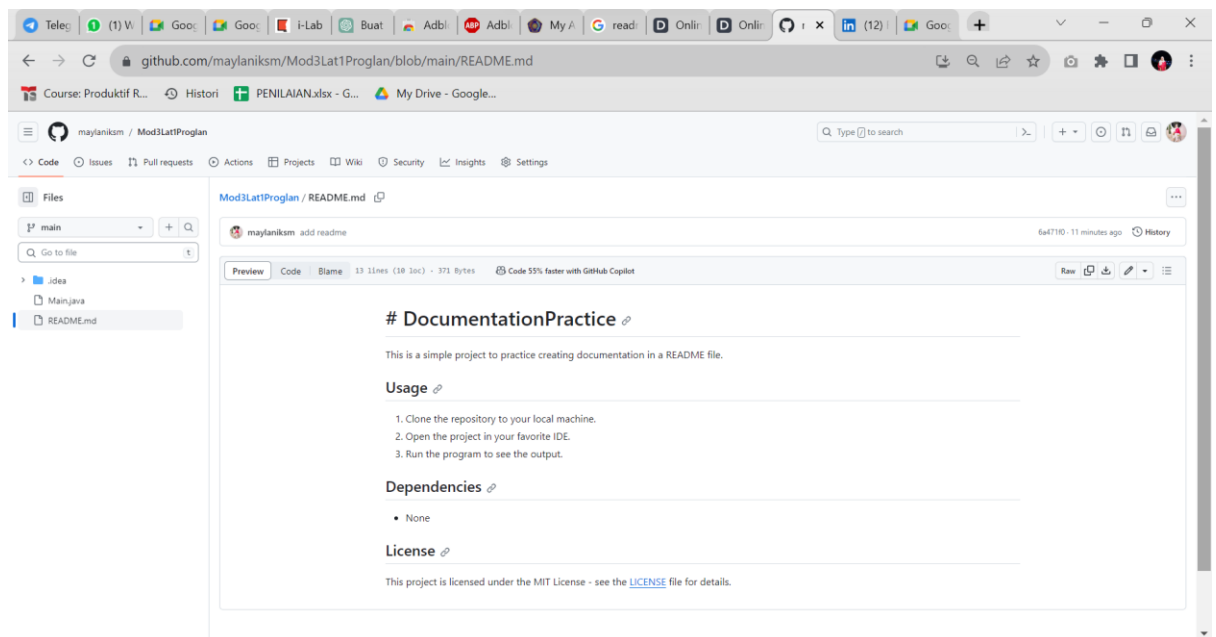 Teleg (1) W Goog Goog i-Lab Buat Adbl Adbl My A read Onlin Onlin r (12) Goog
github.com/maylaniksm/Mod3Lat1Proglan/blob/main/README.md
Course: Produktif R... Histori PENILAIAN.xlsx - G... My Drive - Google...
maylaniksm / Mod3Lat1Proglan Type / to search
Code Issues Pull requests Actions Projects Wiki Security Insights Settings
Files
Mod3Lat1Proglan / README.md
main
maylaniksm add readme 6a471f0 · 11 minutes ago History
Go to file t
Preview Code Blame 13 lines (10 loc) · 371 Bytes Code 55% faster with GitHub Copilot Raw
.idea
Main.java
README.md
# DocumentationPractice
This is a simple project to practice creating documentation in a README file.
Usage
1. Clone the repository to your local machine.
2. Open the project in your favorite IDE.
3. Run the program to see the output.
Dependencies
• None
License
This project is licensed under the MIT License - see the LICENSE file for details.